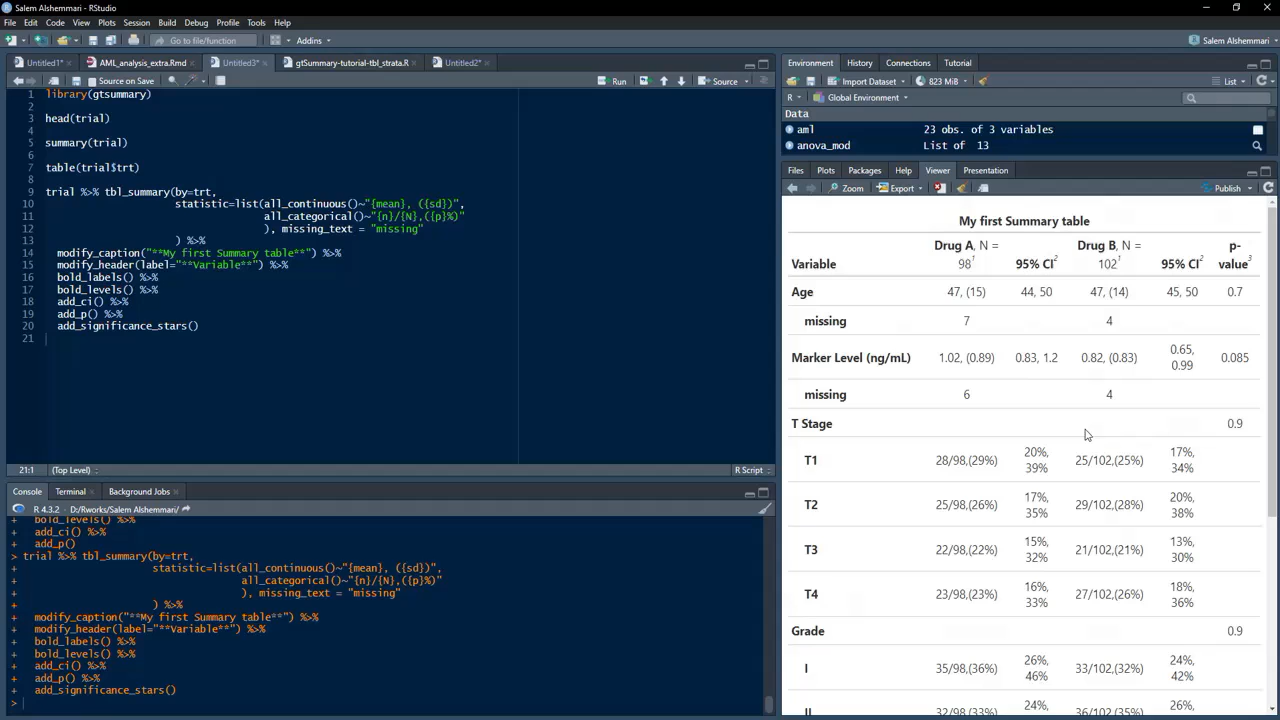 Salem Alshemmari - RStudio
File Edit Code View Plots Session Build Debug Profile Tools Help
Go to file/function Addins Salem Alshemmari
Untitled1* AML_analysis_extra.Rmd Untitled3* gtSummary-tutorial-tbl_strata.R Untitled2*
Source on Save Run Source
1 library(gtsummary)
2
3 head(trial)
4
5 summary(trial)
6
7 table(trial$trt)
8
9 trial %>% tbl_summary(by=trt,
10 statistic=list(all_continuous()~"{mean}, ({sd})",
11 all_categorical()~"{n}/{N},({p}%)"
12 ), missing_text = "missing"
13 ) %>%
14 modify_caption("**My first Summary table**") %>%
15 modify_header(label="**Variable**") %>%
16 bold_labels() %>%
17 bold_levels() %>%
18 add_ci() %>%
19 add_p() %>%
20 add_significance_stars()
21
21:1 (Top Level) R Script
Console Terminal Background Jobs
R 4.3.2 · D:/Rworks/Salem Alshemmari/
+ bold_levels() %>%
+ add_ci() %>%
+ add_p()
> trial %>% tbl_summary(by=trt,
+ statistic=list(all_continuous()~"{mean}, ({sd})",
+ all_categorical()~"{n}/{N},({p}%)"
+ ), missing_text = "missing"
+ ) %>%
+ modify_caption("**My first Summary table**") %>%
+ modify_header(label="**Variable**") %>%
+ bold_labels() %>%
+ bold_levels() %>%
+ add_ci() %>%
+ add_p() %>%
+ add_significance_stars()
>
Environment History Connections Tutorial
Import Dataset 823 MiB List
R Global Environment
Data
aml 23 obs. of 3 variables
anova_mod List of 13
Files Plots Packages Help Viewer Presentation
Zoom Export Publish
My first Summary table
Drug A, N = Drug B, N = p-
Variable 98¹ 95% CI² 102¹ 95% CI² value³
Age 47, (15) 44, 50 47, (14) 45, 50 0.7
missing 7 4
Marker Level (ng/mL) 1.02, (0.89) 0.83, 1.2 0.82, (0.83) 0.65, 0.99 0.085
missing 6 4
T Stage 0.9
T1 28/98,(29%) 20%, 39% 25/102,(25%) 17%, 34%
T2 25/98,(26%) 17%, 35% 29/102,(28%) 20%, 38%
T3 22/98,(22%) 15%, 32% 21/102,(21%) 13%, 30%
T4 23/98,(23%) 16%, 33% 27/102,(26%) 18%, 36%
Grade 0.9
I 35/98,(36%) 26%, 46% 33/102,(32%) 24%, 42%
II 32/98,(33%) 24%, 36/102,(35%) 26%,